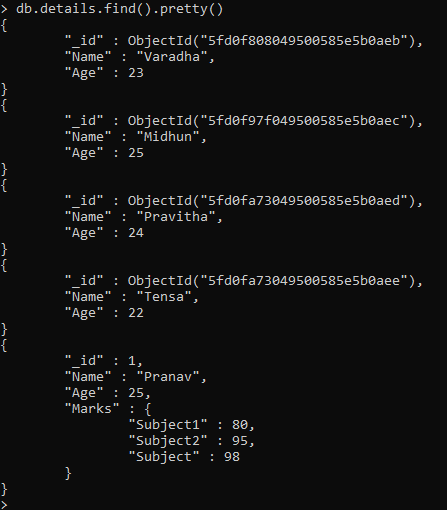 > db.details.find().pretty()
{
        "_id" : ObjectId("5fd0f808049500585e5b0aeb"),
        "Name" : "Varadha",
        "Age" : 23
}
{
        "_id" : ObjectId("5fd0f97f049500585e5b0aec"),
        "Name" : "Midhun",
        "Age" : 25
}
{
        "_id" : ObjectId("5fd0fa73049500585e5b0aed"),
        "Name" : "Pravitha",
        "Age" : 24
}
{
        "_id" : ObjectId("5fd0fa73049500585e5b0aee"),
        "Name" : "Tensa",
        "Age" : 22
}
{
        "_id" : 1,
        "Name" : "Pranav",
        "Age" : 25,
        "Marks" : {
                "Subject1" : 80,
                "Subject2" : 95,
                "Subject" : 98
        }
}
>